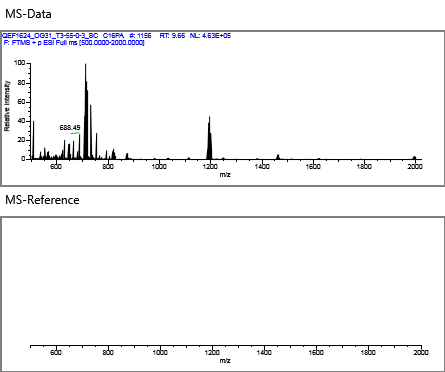 MS-Data
QEF1624_OG31_T3-55-0-3_SC C16PA #: 1156 RT: 9.66 NL: 4.63E+05
F: FTMS + p ESI Full ms [500.0000-2000.0000]
100
80
60
40
20
0
Relative Intensity
688.49
600 800 1000 1200 1400 1600 1800 2000
m/z
MS-Reference
600 800 1000 1200 1400 1600 1800 2000
m/z